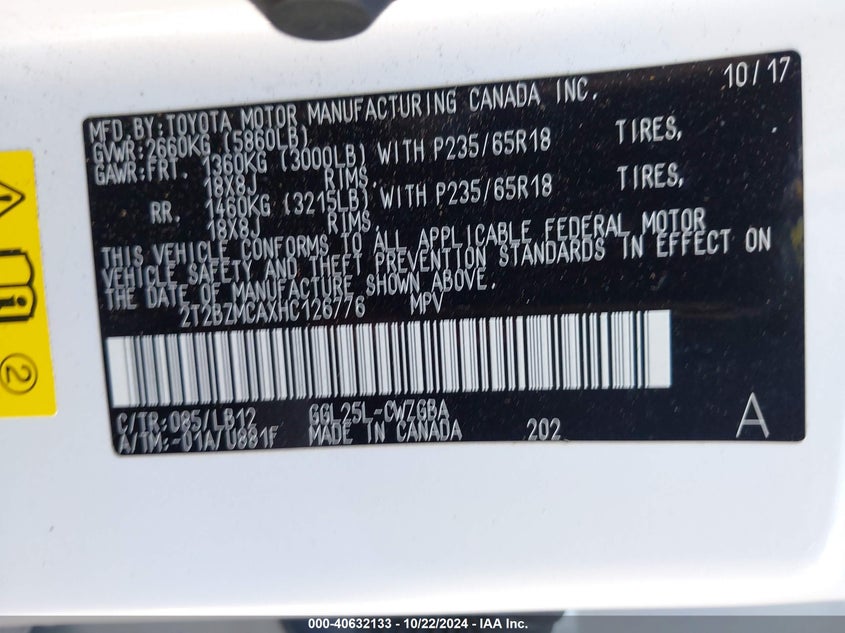 10/17
MFD. BY: TOYOTA MOTOR MANUFACTURING CANADA INC.
GVWR: 2660KG (5860LB)
GAWR: FRT. 1360KG (3000LB) WITH P235/65R18 TIRES,
18X8J RIMS.
RR. 1460KG (3215LB) WITH P235/65R18 TIRES,
18X8J RIMS.
THIS VEHICLE CONFORMS TO ALL APPLICABLE FEDERAL MOTOR
VEHICLE SAFETY AND THEFT PREVENTION STANDARDS IN EFFECT ON
THE DATE OF MANUFACTURE SHOWN ABOVE.
2T2BZMCAXHC126776 MPV
C/TR: 085/LB12 GGL25L-CWZGBA
A/TM: -01A/U881F MADE IN CANADA 202 A
2
000-40632133 - 10/22/2024 - IAA Inc.